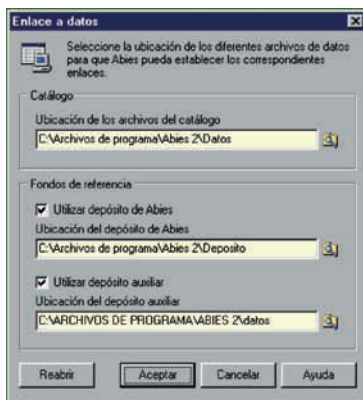 Enlace a datos
Seleccione la ubicación de los diferentes archivos de datos
para que Abies pueda establecer los correspondientes
enlaces.
Catálogo
Ubicación de los archivos del catálogo
C:\Archivos de programa\Abies 2\Datos
Fondos de referencia
Utilizar depósito de Abies
Ubicación del depósito de Abies
C:\Archivos de programa\Abies 2\Deposito
Utilizar depósito auxiliar
Ubicación del depósito auxiliar
C:\ARCHIVOS DE PROGRAMA\ABIES 2\datos
Reabrir Aceptar Cancelar Ayuda